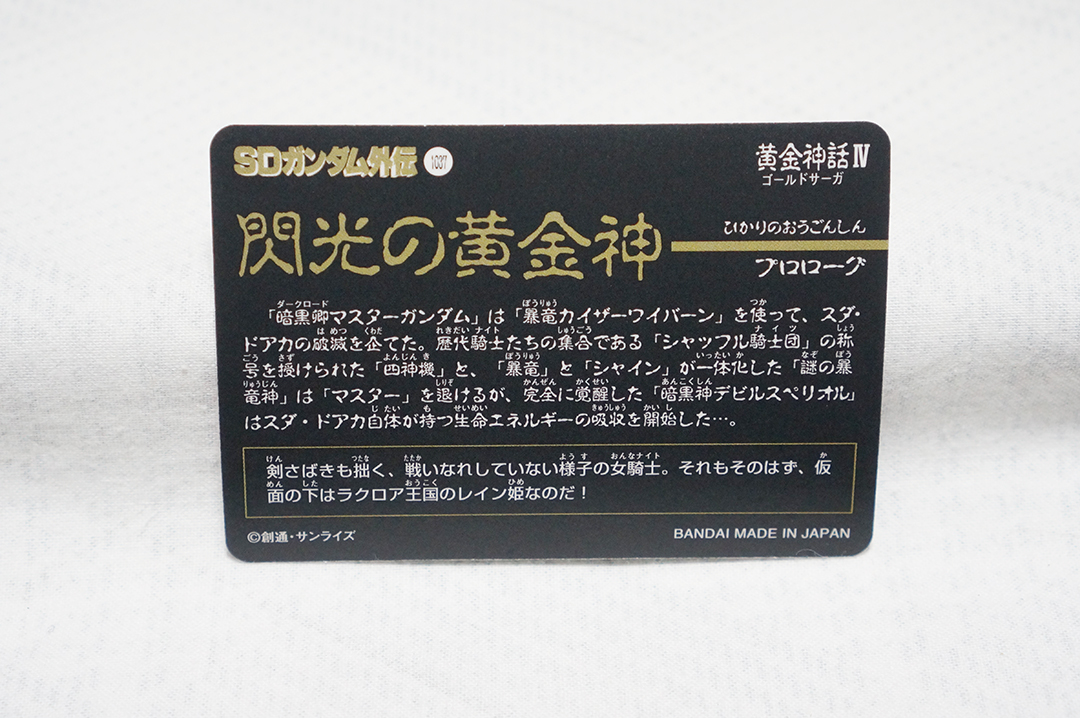 SDガンダム外伝 1037
黄金神話Ⅳ
ゴールドサーガ
閃光の黄金神
ひかりのおうごんしん
プロローグ
「暗黒卿マスターガンダム」は「暴竜カイザーワイバーン」を使って、スダ・
ドアカの破滅を企てた。歴代騎士たちの集合である「シャッフル騎士団」の称
号を授けられた「四神機」と、「暴竜」と「シャイン」が一体化した「謎の暴
竜神」は「マスター」を退けるが、完全に覚醒した「暗黒神デビルスペリオル」
はスダ・ドアカ自体が持つ生命エネルギーの吸収を開始した…。
剣さばきも拙く、戦いなれしていない様子の女騎士。それもそのはず、仮
面の下はラクロア王国のレイン姫なのだ！
©創通・サンライズ
BANDAI MADE IN JAPAN